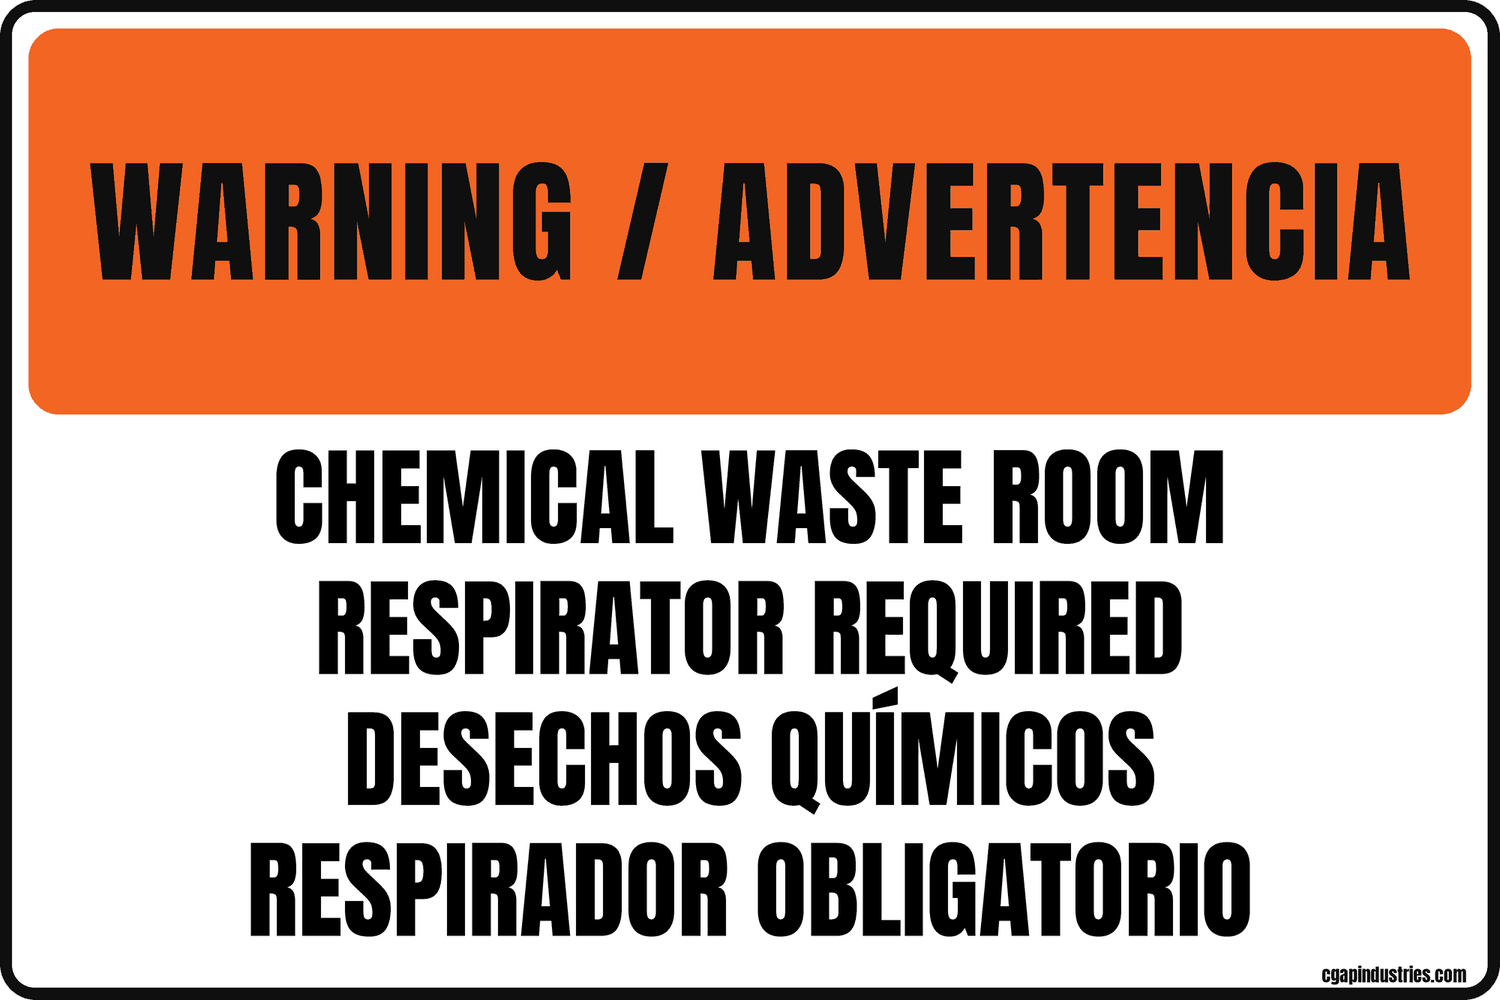 WARNING / ADVERTENCIA
CHEMICAL WASTE ROOM
RESPIRATOR REQUIRED
DESECHOS QUÍMICOS
RESPIRADOR OBLIGATORIO
cgapindustries.com